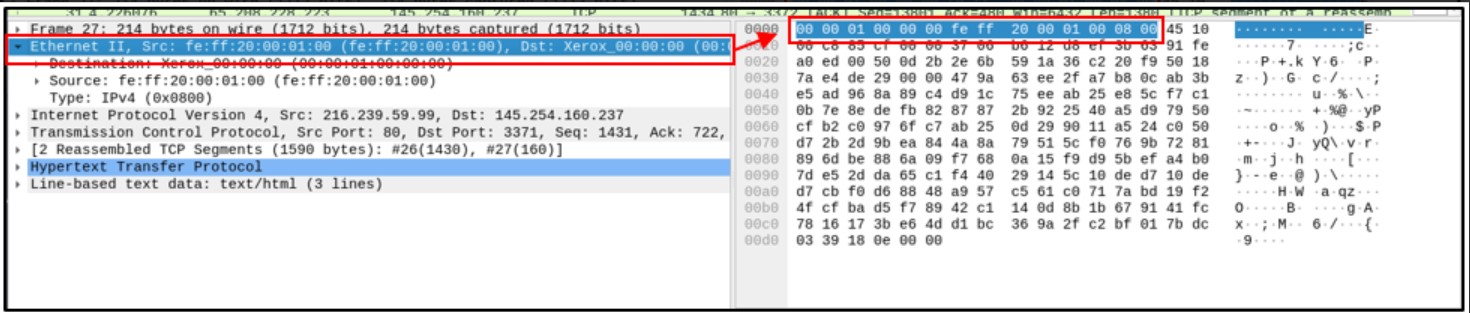 31 4.226076 65.208.228.223 145.254.160.237 TCP 1434 80 → 3372 [ACK] Seq=13801 Ack=480 Win=6432 Len=1380 [TCP segment of a reassemb
Frame 27: 214 bytes on wire (1712 bits), 214 bytes captured (1712 bits)
Ethernet II, Src: fe:ff:20:00:01:00 (fe:ff:20:00:01:00), Dst: Xerox_00:00:00 (00:
Destination: Xerox_00:00:00 (00:00:01:00:00:00)
Source: fe:ff:20:00:01:00 (fe:ff:20:00:01:00)
Type: IPv4 (0x0800)
Internet Protocol Version 4, Src: 216.239.59.99, Dst: 145.254.160.237
Transmission Control Protocol, Src Port: 80, Dst Port: 3371, Seq: 1431, Ack: 722,
[2 Reassembled TCP Segments (1590 bytes): #26(1430), #27(160)]
Hypertext Transfer Protocol
Line-based text data: text/html (3 lines)
0000 00 00 01 00 00 00 fe ff 20 00 01 00 08 00 45 10 ········ ······E·
0010 00 c8 85 cf 00 00 37 06 b6 12 d8 ef 3b 63 91 fe ······7· ····;c··
0020 a0 ed 00 50 0d 2b 2e 6b 59 1a 36 c2 20 f9 50 18 ···P·+.k Y·6· ·P·
0030 7a e4 de 29 00 00 47 9a 63 ee 2f a7 b8 0c ab 3b z··)··G· c·/····;
0040 e5 ad 96 8a 89 c4 d9 1c 75 ee ab 25 e8 5c f7 c1 ········ u··%·\··
0050 0b 7e 8e de fb 82 87 87 2b 92 25 40 a5 d9 79 50 ·~······ +·%@··yP
0060 cf b2 c0 97 6f c7 ab 25 0d 29 90 11 a5 24 c0 50 ····o··% ·)···$·P
0070 d7 2b 2d 9b ea 84 4a 8a 79 51 5c f0 76 9b 72 81 ·+-···J· yQ\·v·r·
0080 89 6d be 88 6a 09 f7 68 0a 15 f9 d9 5b ef a4 b0 ·m··j··h ····[···
0090 7d e5 2d da 65 c1 f4 40 29 14 5c 10 de d7 10 de }·-·e··@ )·\·····
00a0 d7 cb f0 d6 88 48 a9 57 c5 61 c0 71 7a bd 19 f2 ·····H·W ·a·qz···
00b0 4f cf ba d5 f7 89 42 c1 14 0d 8b 1b 67 91 41 fc O·····B· ····g·A·
00c0 78 16 17 3b e6 4d d1 bc 36 9a 2f c2 bf 01 7b dc x··;·M·· 6·/···{·
00d0 03 39 18 0e 00 00 ·9····